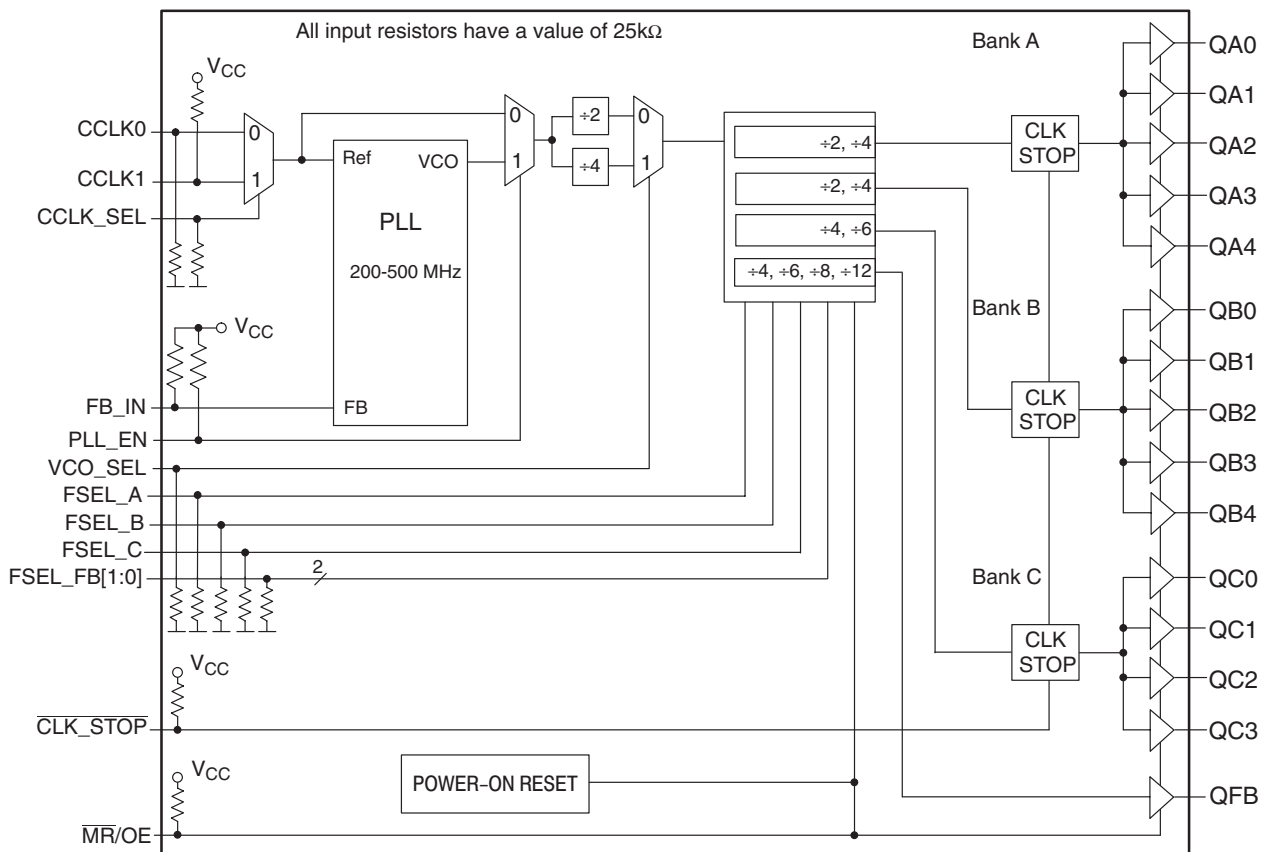 All input resistors have a value of 25kΩ
Bank A
QA0
QA1
QA2
QA3
QA4
VCC
CCLK0
CCLK1
CCLK_SEL
0
1
Ref
VCO
PLL
200-500 MHz
FB
0
1
÷2
÷4
0
1
÷2, ÷4
÷2, ÷4
÷4, ÷6
÷4, ÷6, ÷8, ÷12
CLK
STOP
Bank B
QB0
QB1
QB2
QB3
QB4
CLK
STOP
VCC
FB_IN
PLL_EN
VCO_SEL
FSEL_A
FSEL_B
FSEL_C
FSEL_FB[1:0]
2
Bank C
QC0
QC1
QC2
QC3
CLK
STOP
VCC
CLK_STOP
VCC
POWER–ON RESET
QFB
MR/OE